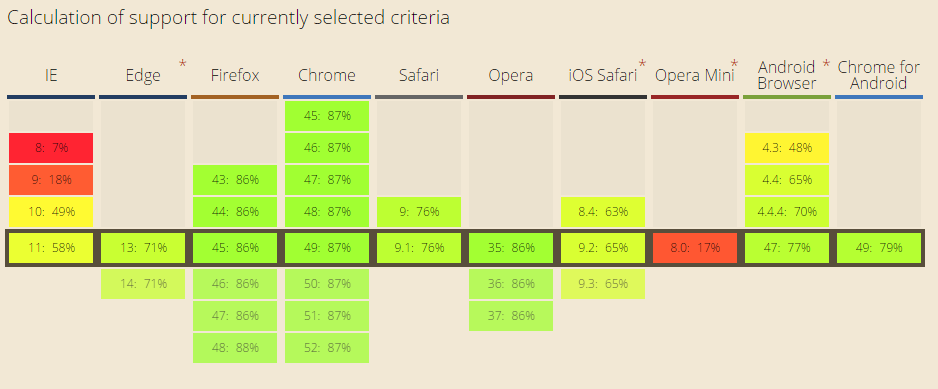 Calculation of support for currently selected criteria
IE Edge * Firefox Chrome Safari Opera iOS Safari * Opera Mini * Android Browser * Chrome for Android
45: 87%
8: 7% 46: 87% 4.3: 48%
9: 18% 43: 86% 47: 87% 4.4: 65%
10: 49% 44: 86% 48: 87% 9: 76% 8.4: 63% 4.4.4: 70%
11: 58% 13: 71% 45: 86% 49: 87% 9.1: 76% 35: 86% 9.2: 65% 8.0: 17% 47: 77% 49: 79%
14: 71% 46: 86% 50: 87% 36: 86% 9.3: 65%
47: 86% 51: 87% 37: 86%
48: 88% 52: 87%